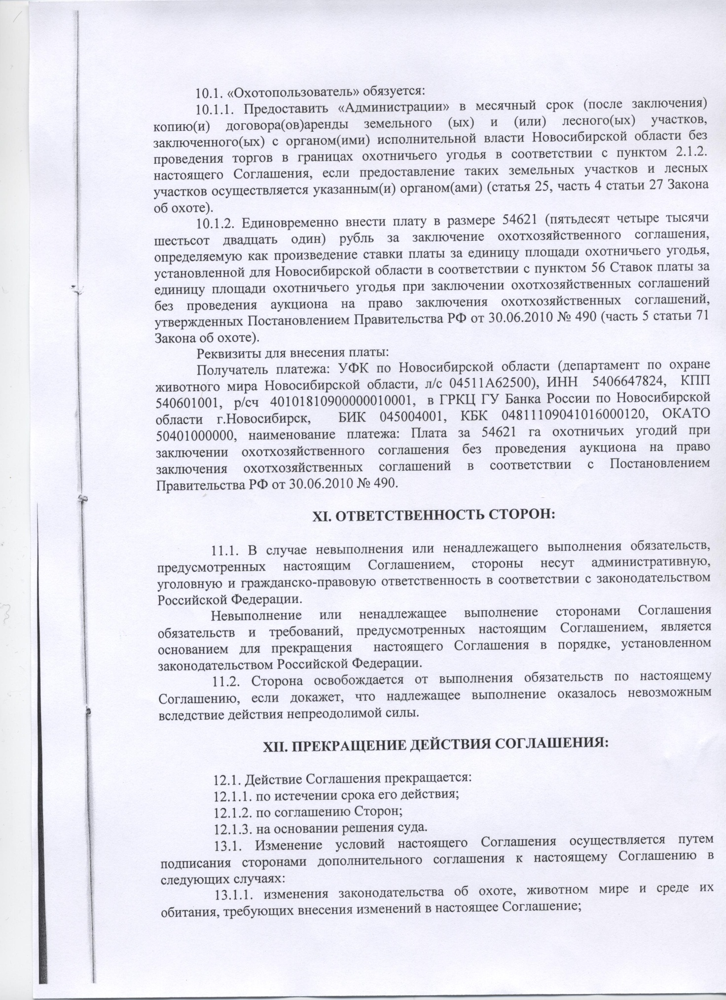 10.1. «Охотопользователь» обязуется:
10.1.1. Предоставить «Администрации» в месячный срок (после заключения)
копию(и) договора(ов)аренды земельного (ых) и (или) лесного(ых) участков,
заключенного(ых) с органом(ими) исполнительной власти Новосибирской области без
проведения торгов в границах охотничьего угодья в соответствии с пунктом 2.1.2.
настоящего Соглашения, если предоставление таких земельных участков и лесных
участков осуществляется указанным(и) органом(ами) (статья 25, часть 4 статьи 27 Закона
об охоте).
10.1.2. Единовременно внести плату в размере 54621 (пятьдесят четыре тысячи
шестьсот двадцать один) рубль за заключение охотхозяйственного соглашения,
определяемую как произведение ставки платы за единицу площади охотничьего угодья,
установленной для Новосибирской области в соответствии с пунктом 56 Ставок платы за
единицу площади охотничьего угодья при заключении охотхозяйственных соглашений
без проведения аукциона на право заключения охотхозяйственных соглашений,
утвержденных Постановлением Правительства РФ от 30.06.2010 № 490 (часть 5 статьи 71
Закона об охоте).
Реквизиты для внесения платы:
Получатель платежа: УФК по Новосибирской области (департамент по охране
животного мира Новосибирской области, л/с 04511А62500), ИНН 5406647824, КПП
540601001, р/сч 40101810900000010001, в ГРКЦ ГУ Банка России по Новосибирской
области г.Новосибирск, БИК 045004001, КБК 04811109041016000120, ОКАТО
50401000000, наименование платежа: Плата за 54621 га охотничьих угодий при
заключении охотхозяйственного соглашения без проведения аукциона на право
заключения охотхозяйственных соглашений в соответствии с Постановлением
Правительства РФ от 30.06.2010 № 490.
XI. ОТВЕТСТВЕННОСТЬ СТОРОН:
11.1. В случае невыполнения или ненадлежащего выполнения обязательств,
предусмотренных настоящим Соглашением, стороны несут административную,
уголовную и гражданско-правовую ответственность в соответствии с законодательством
Российской Федерации.
Невыполнение или ненадлежащее выполнение сторонами Соглашения
обязательств и требований, предусмотренных настоящим Соглашением, является
основанием для прекращения настоящего Соглашения в порядке, установленном
законодательством Российской Федерации.
11.2. Сторона освобождается от выполнения обязательств по настоящему
Соглашению, если докажет, что надлежащее выполнение оказалось невозможным
вследствие действия непреодолимой силы.
XII. ПРЕКРАЩЕНИЕ ДЕЙСТВИЯ СОГЛАШЕНИЯ:
12.1. Действие Соглашения прекращается:
12.1.1. по истечении срока его действия;
12.1.2. по соглашению Сторон;
12.1.3. на основании решения суда.
13.1. Изменение условий настоящего Соглашения осуществляется путем
подписания сторонами дополнительного соглашения к настоящему Соглашению в
следующих случаях:
13.1.1. изменения законодательства об охоте, животном мире и среде их
обитания, требующих внесения изменений в настоящее Соглашение;